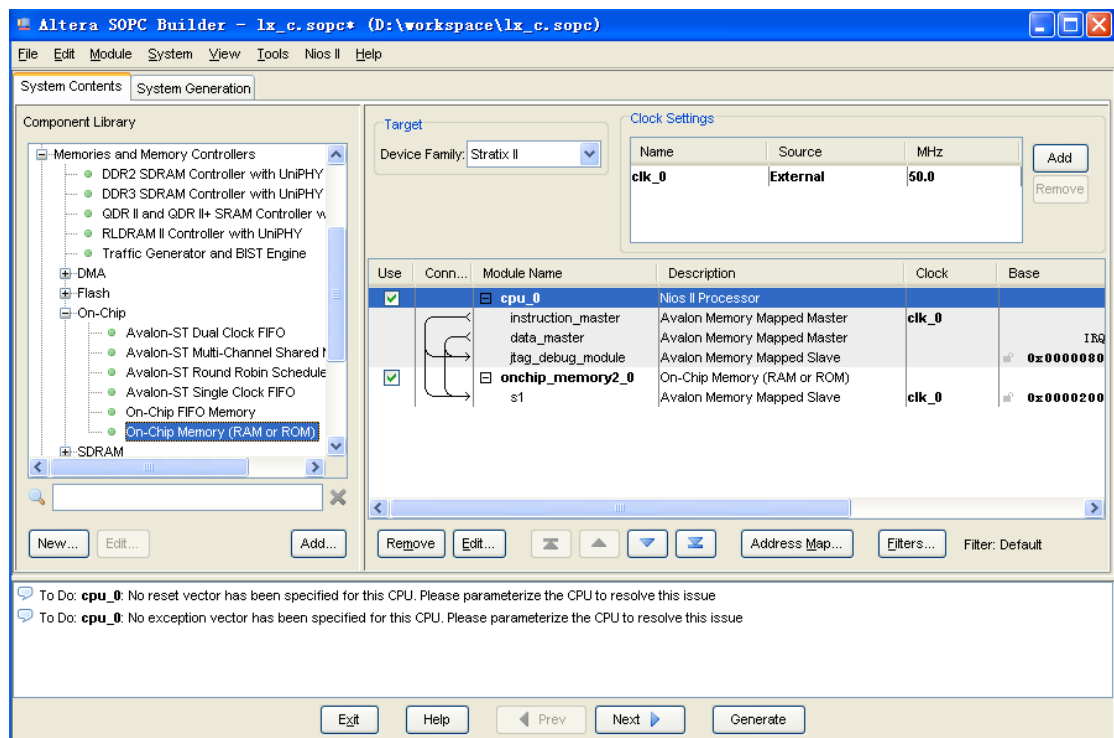 Altera SOPC Builder - lx_c.sopc* (D:\workspace\lx_c.sopc)
File Edit Module System View Tools Nios II Help
System Contents System Generation
Component Library
Memories and Memory Controllers
DDR2 SDRAM Controller with UniPHY
DDR3 SDRAM Controller with UniPHY
QDR II and QDR II+ SRAM Controller w
RLDRAM II Controller with UniPHY
Traffic Generator and BIST Engine
DMA
Flash
On-Chip
Avalon-ST Dual Clock FIFO
Avalon-ST Multi-Channel Shared
Avalon-ST Round Robin Schedule
Avalon-ST Single Clock FIFO
On-Chip FIFO Memory
On-Chip Memory (RAM or ROM)
SDRAM
New... Edit... Add...
Target
Device Family: Stratix II
Clock Settings
Name Source MHz
clk_0 External 50.0
Add
Remove
Use Conn... Module Name Description Clock Base
cpu_0 Nios II Processor
instruction_master Avalon Memory Mapped Master clk_0
data_master Avalon Memory Mapped Master IRQ
jtag_debug_module Avalon Memory Mapped Slave 0x0000080
onchip_memory2_0 On-Chip Memory (RAM or ROM)
s1 Avalon Memory Mapped Slave clk_0 0x0000200
Remove Edit... Address Map... Filters... Filter: Default
To Do: cpu_0: No reset vector has been specified for this CPU. Please parameterize the CPU to resolve this issue
To Do: cpu_0: No exception vector has been specified for this CPU. Please parameterize the CPU to resolve this issue
Exit Help Prev Next Generate